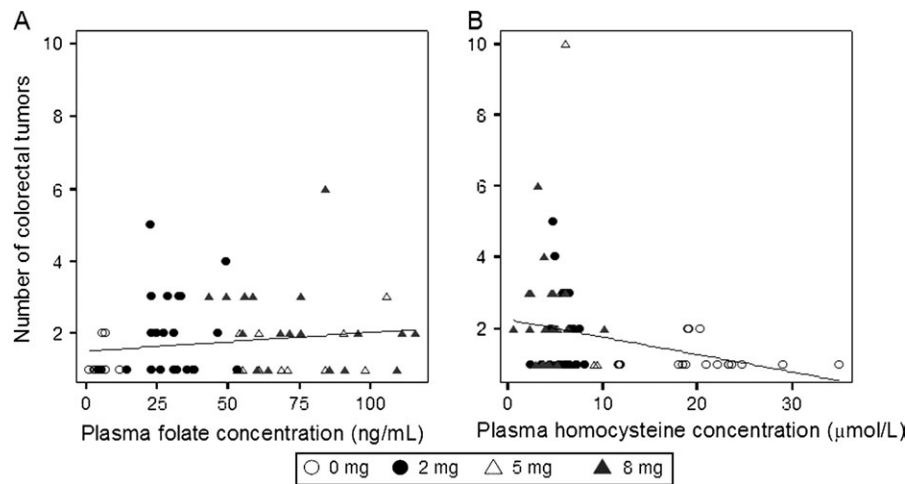 A
B
Number of colorectal tumors
10
8
6
4
2
0 25 50 75 100
Plasma folate concentration (ng/mL)
10
8
6
4
2
0 10 20 30
Plasma homocysteine concentration (μmol/L)
0 mg 2 mg 5 mg 8 mg